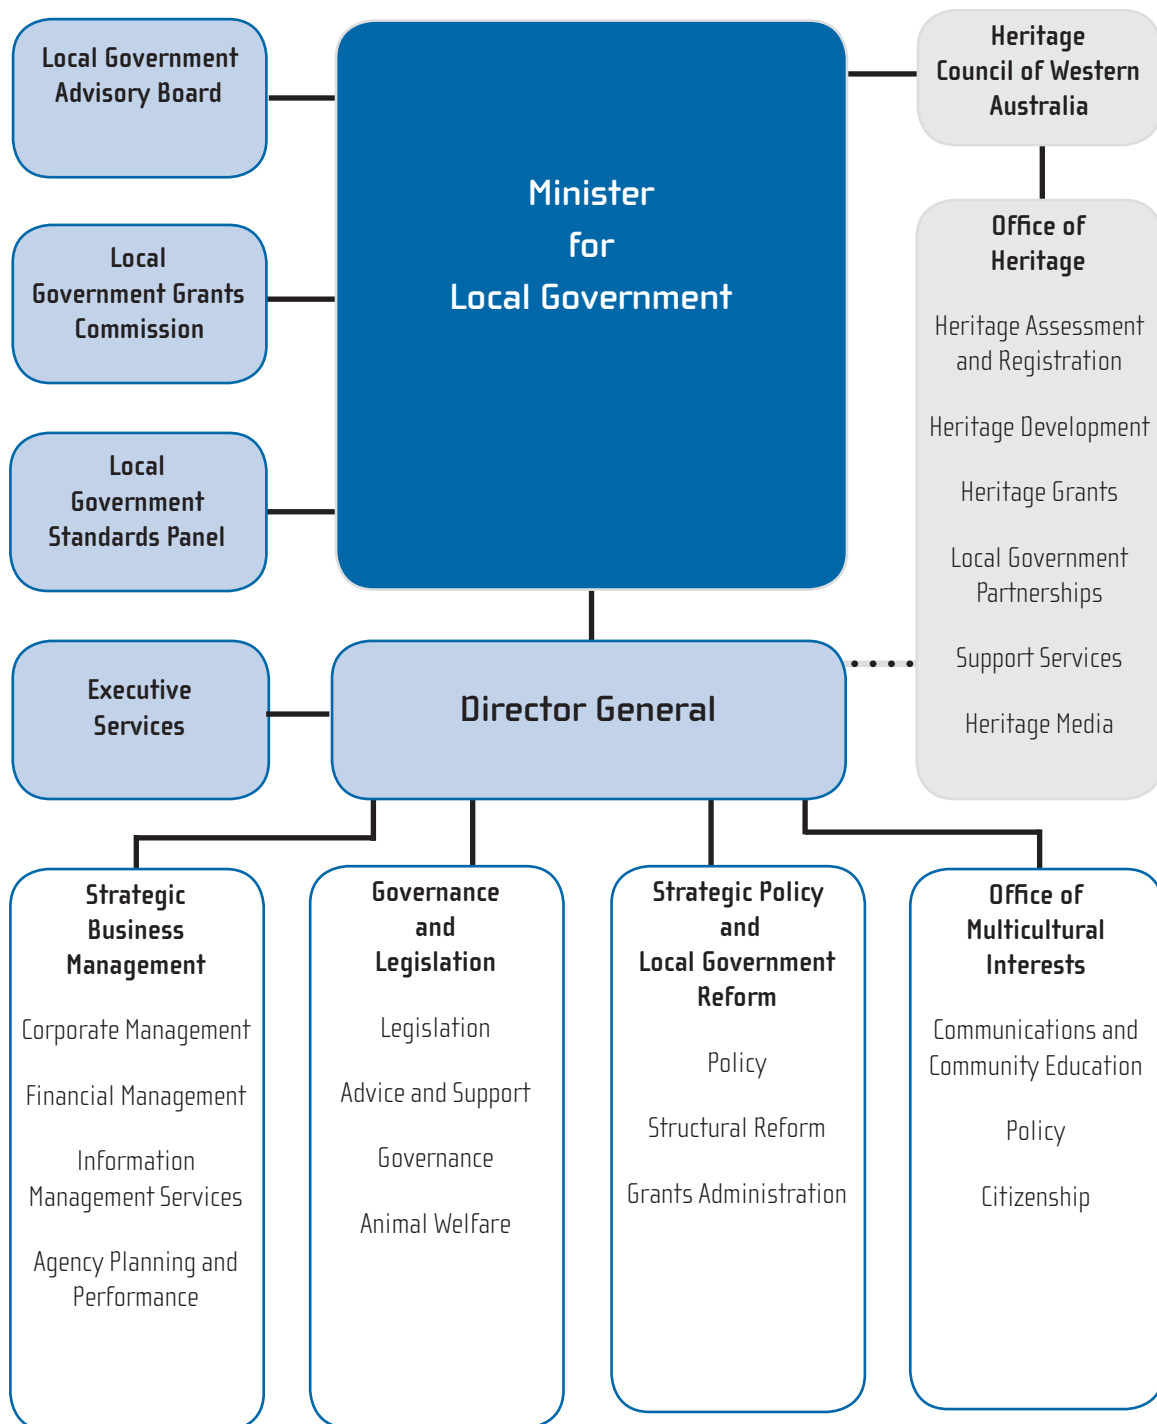 Local Government
Advisory Board
Local
Government Grants
Commission
Local
Government
Standards Panel
Minister
for
Local Government
Heritage
Council of Western
Australia
Office of
Heritage
Heritage Assessment
and Registration
Heritage Development
Heritage Grants
Local Government
Partnerships
Support Services
Heritage Media
Executive
Services
Director General
Strategic
Business
Management
Corporate Management
Financial Management
Information
Management Services
Agency Planning and
Performance
Governance
and
Legislation
Legislation
Advice and Support
Governance
Animal Welfare
Strategic Policy
and
Local Government
Reform
Policy
Structural Reform
Grants Administration
Office of
Multicultural
Interests
Communications and
Community Education
Policy
Citizenship